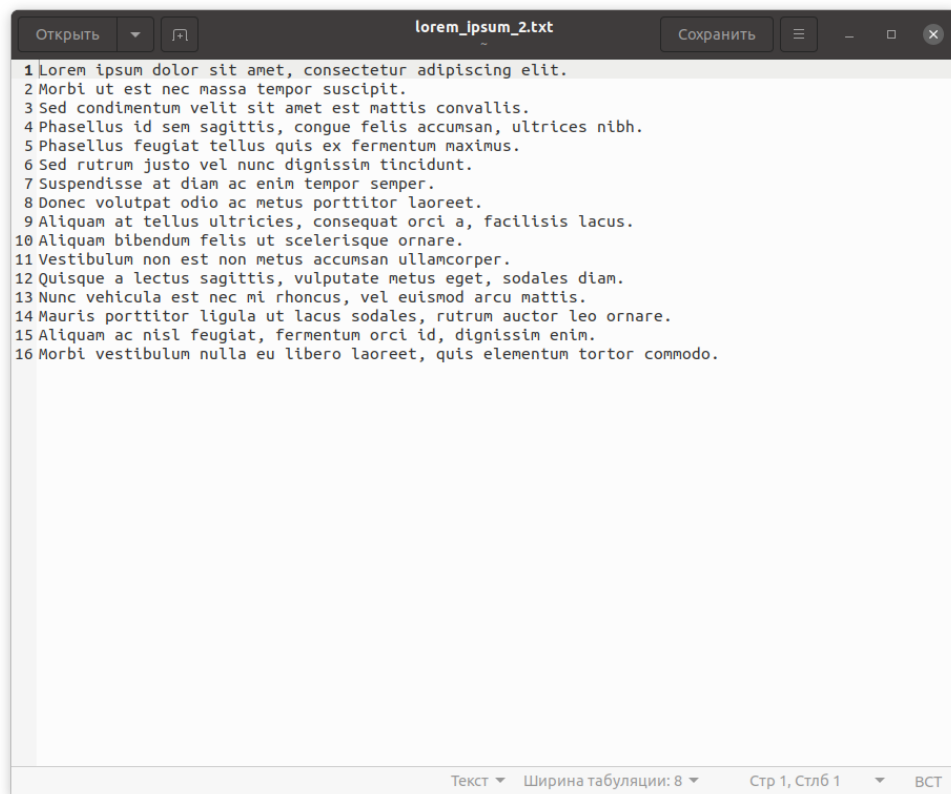 Открыть
lorem_ipsum_2.txt
~
Сохранить
1 Lorem ipsum dolor sit amet, consectetur adipiscing elit.
2 Morbi ut est nec massa tempor suscipit.
3 Sed condimentum velit sit amet est mattis convallis.
4 Phasellus id sem sagittis, congue felis accumsan, ultrices nibh.
5 Phasellus feugiat tellus quis ex fermentum maximus.
6 Sed rutrum justo vel nunc dignissim tincidunt.
7 Suspendisse at diam ac enim tempor semper.
8 Donec volutpat odio ac metus porttitor laoreet.
9 Aliquam at tellus ultricies, consequat orci a, facilisis lacus.
10 Aliquam bibendum felis ut scelerisque ornare.
11 Vestibulum non est non metus accumsan ullamcorper.
12 Quisque a lectus sagittis, vulputate metus eget, sodales diam.
13 Nunc vehicula est nec mi rhoncus, vel euismod arcu mattis.
14 Mauris porttitor ligula ut lacus sodales, rutrum auctor leo ornare.
15 Aliquam ac nisl feugiat, fermentum orci id, dignissim enim.
16 Morbi vestibulum nulla eu libero laoreet, quis elementum tortor commodo.
Текст Ширина табуляции: 8 Стр 1, Стлб 1 ВСТ